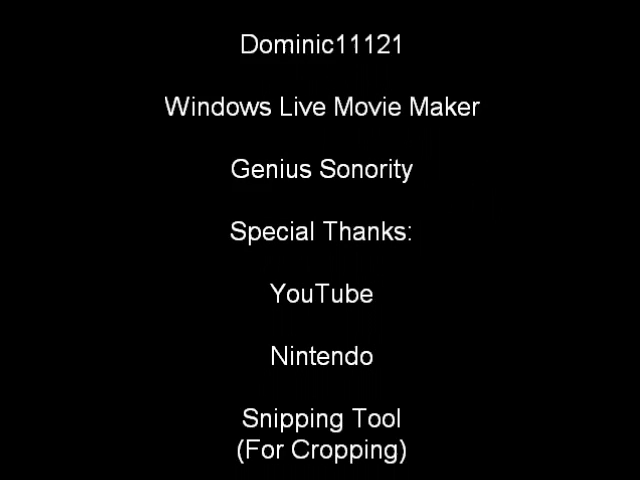 Dominic11121
Windows Live Movie Maker
Genius Sonority
Special Thanks:
YouTube
Nintendo
Snipping Tool
(For Cropping)